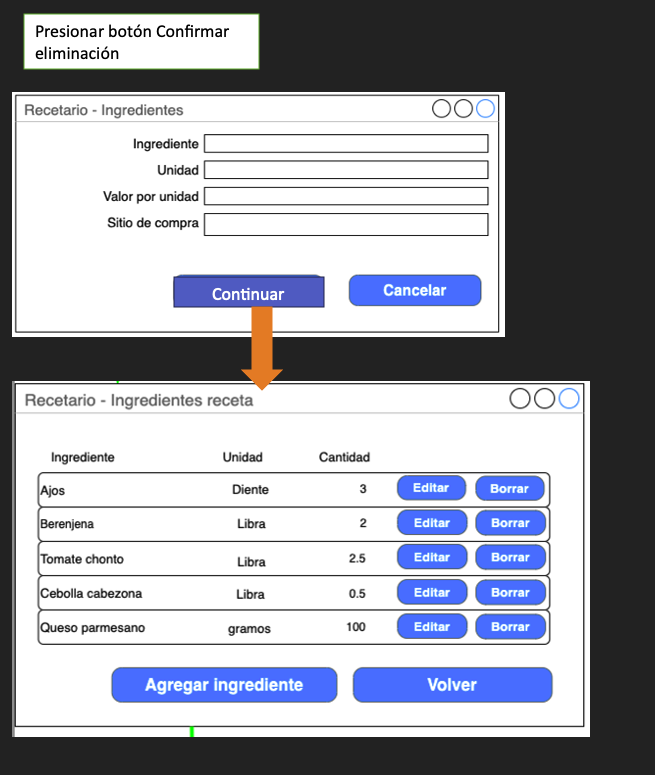 Presionar botón Confirmar
eliminación
Recetario - Ingredientes
Ingrediente
Unidad
Valor por unidad
Sitio de compra
Continuar
Cancelar
Recetario - Ingredientes receta
Ingrediente Unidad Cantidad
Ajos Diente 3 Editar Borrar
Berenjena Libra 2 Editar Borrar
Tomate chonto Libra 2.5 Editar Borrar
Cebolla cabezona Libra 0.5 Editar Borrar
Queso parmesano gramos 100 Editar Borrar
Agregar ingrediente Volver